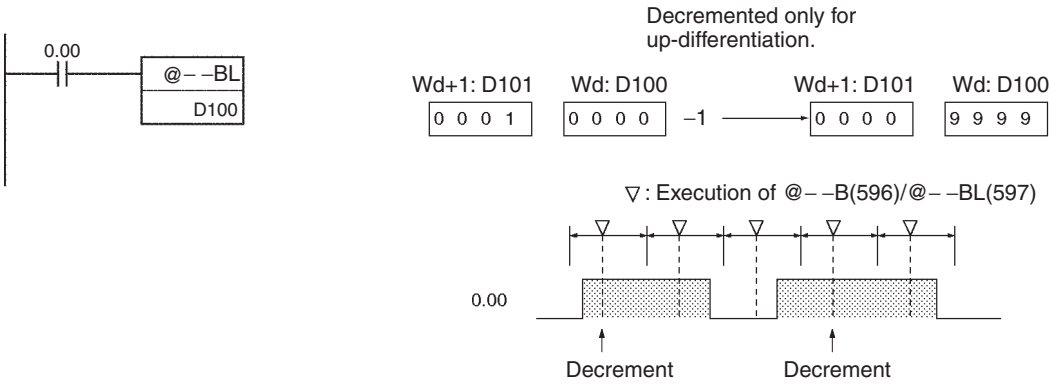 Decremented only for
up-differentiation.
0.00
@– –BL
D100
Wd+1: D101 Wd: D100 Wd+1: D101 Wd: D100
0 0 0 1 0 0 0 0 –1 0 0 0 0 9 9 9 9
: Execution of @– –B(596)/@– –BL(597)
0.00
Decrement Decrement